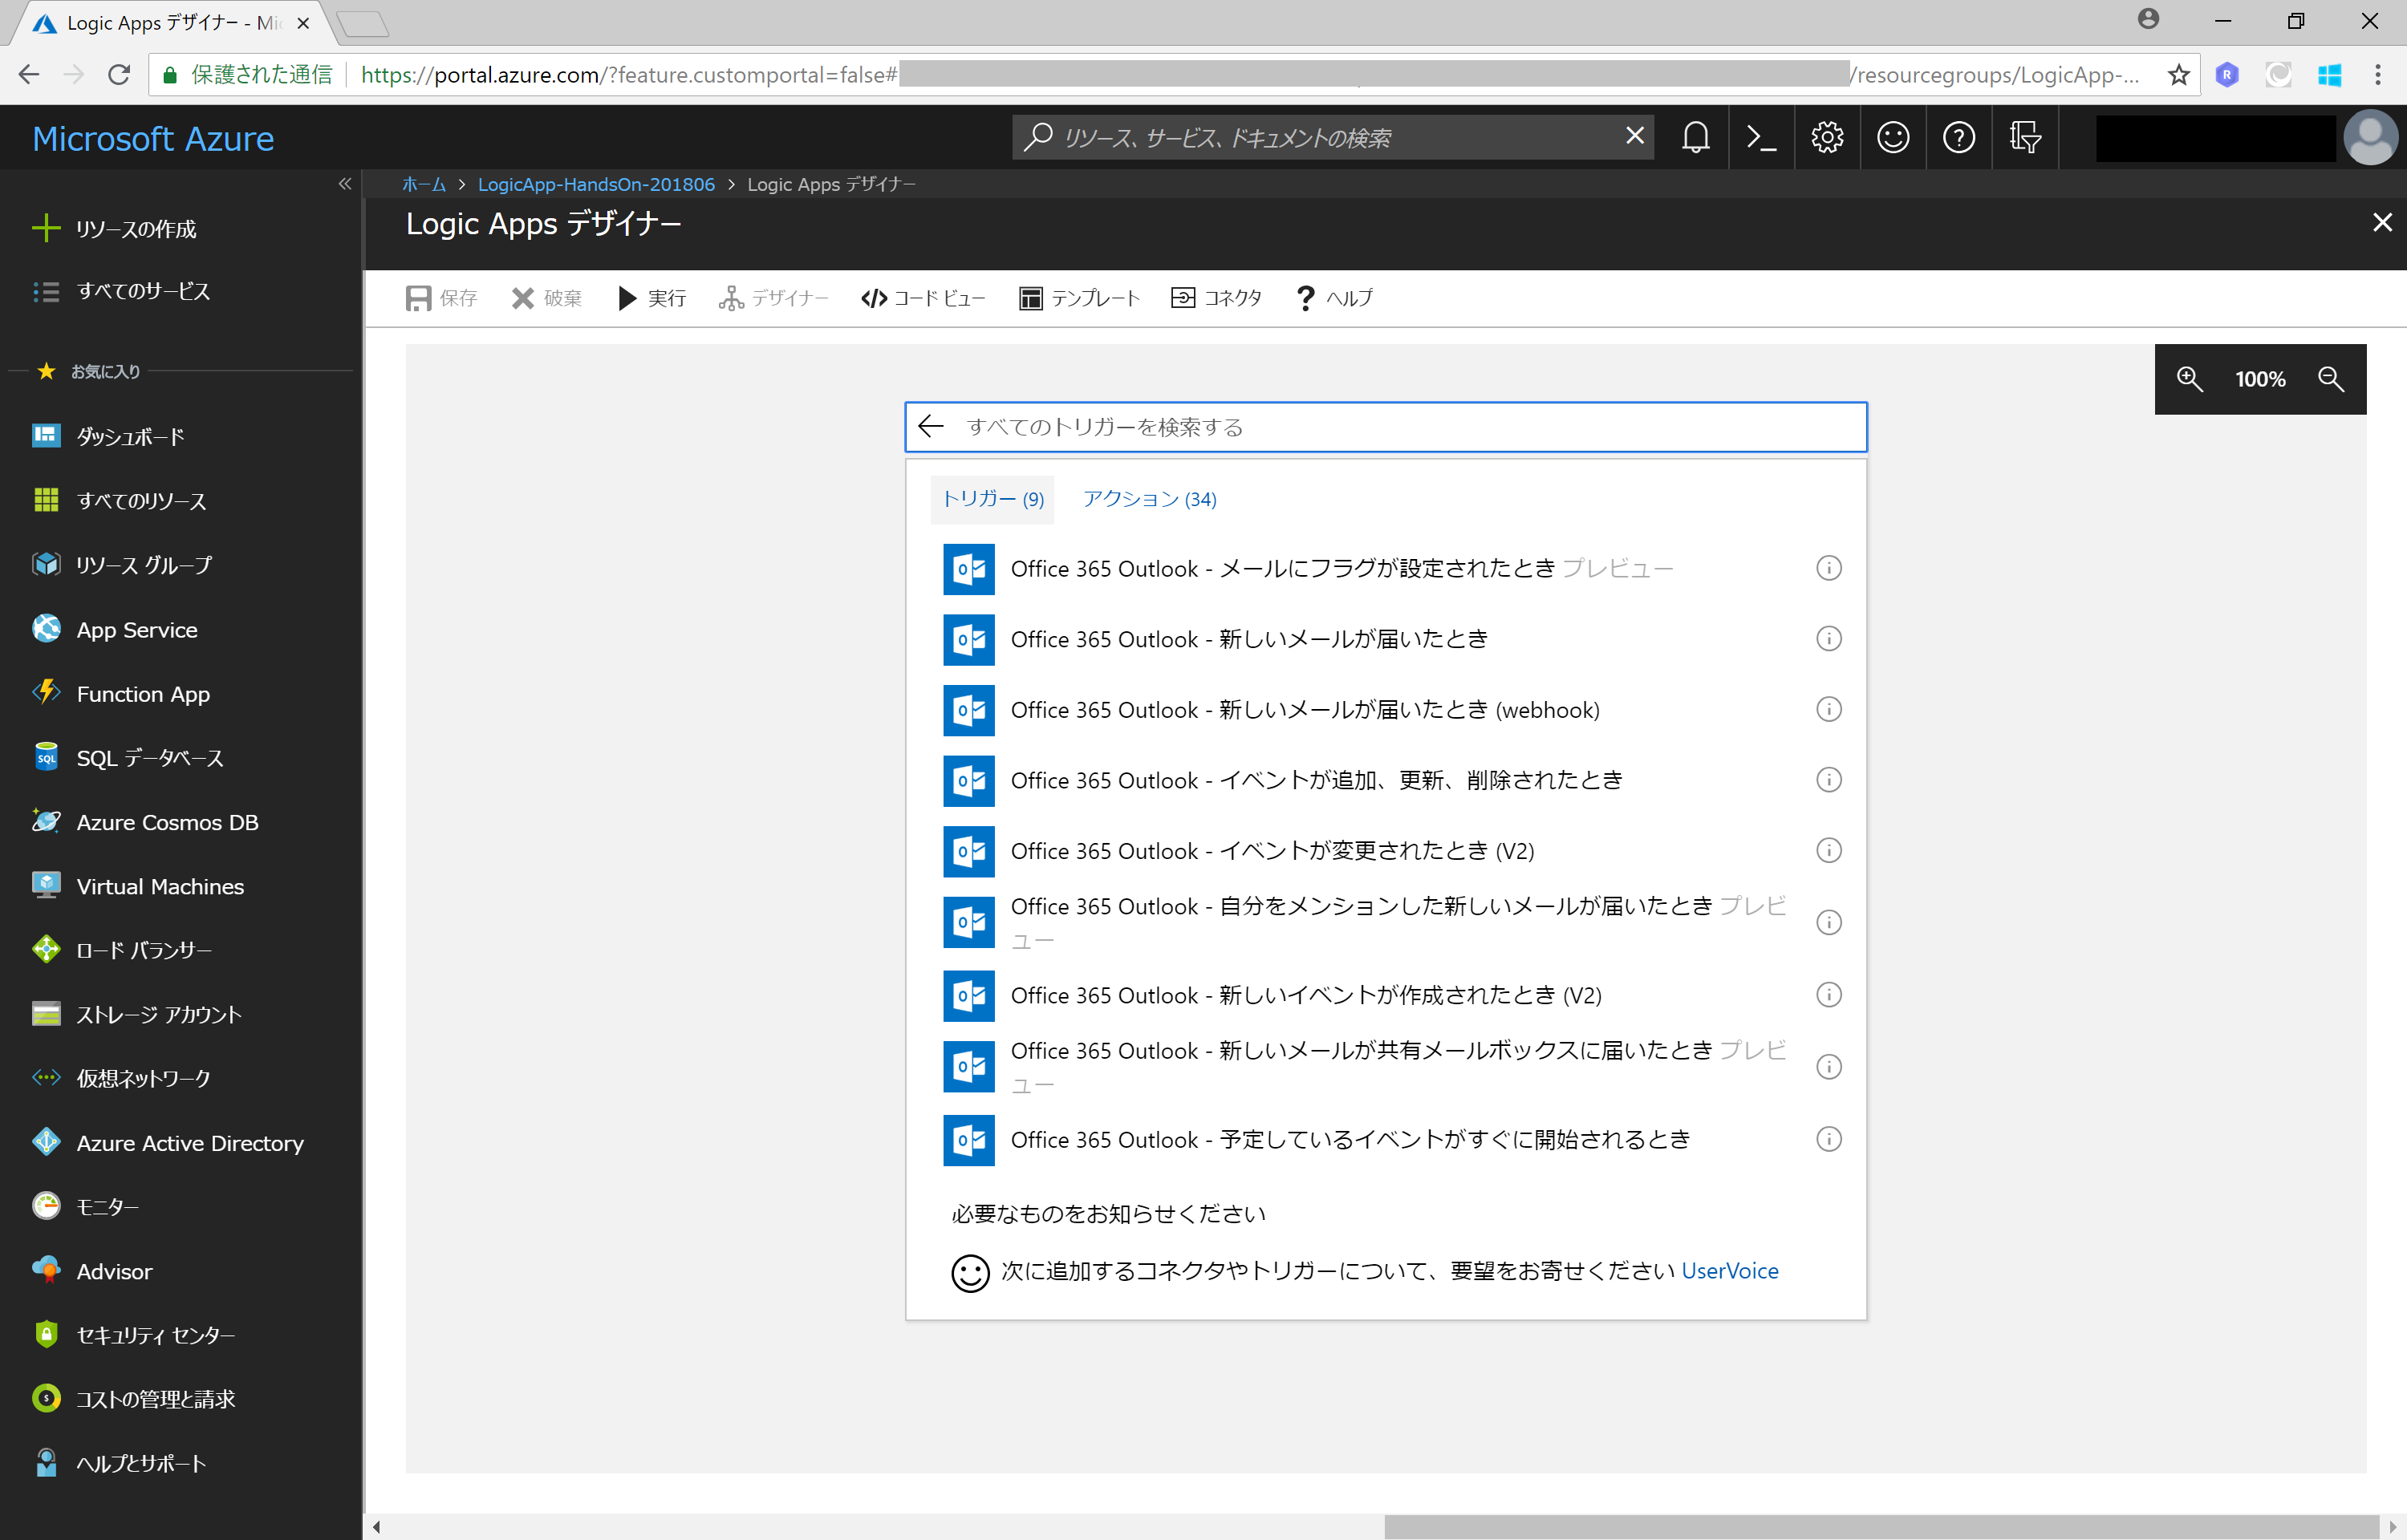 Logic Apps デザイナー - Mi
保護された通信 https://portal.azure.com/?feature.customportal=false# /resourcegroups/LogicApp-...
Microsoft Azure
リソース、サービス、ドキュメントの検索
ホーム > LogicApp-HandsOn-201806 > Logic Apps デザイナー
Logic Apps デザイナー
保存 破棄 実行 デザイナー コード ビュー テンプレート コネクタ ヘルプ
リソースの作成
すべてのサービス
お気に入り
ダッシュボード
すべてのリソース
リソース グループ
App Service
Function App
SQL データベース
Azure Cosmos DB
Virtual Machines
ロード バランサー
ストレージ アカウント
仮想ネットワーク
Azure Active Directory
モニター
Advisor
セキュリティ センター
コストの管理と請求
ヘルプとサポート
100%
すべてのトリガーを検索する
トリガー (9) アクション (34)
Office 365 Outlook - メールにフラグが設定されたとき プレビュー
Office 365 Outlook - 新しいメールが届いたとき
Office 365 Outlook - 新しいメールが届いたとき (webhook)
Office 365 Outlook - イベントが追加、更新、削除されたとき
Office 365 Outlook - イベントが変更されたとき (V2)
Office 365 Outlook - 自分をメンションした新しいメールが届いたとき プレビ
ュー
Office 365 Outlook - 新しいイベントが作成されたとき (V2)
Office 365 Outlook - 新しいメールが共有メールボックスに届いたとき プレビ
ュー
Office 365 Outlook - 予定しているイベントがすぐに開始されるとき
必要なものをお知らせください
次に追加するコネクタやトリガーについて、要望をお寄せください UserVoice